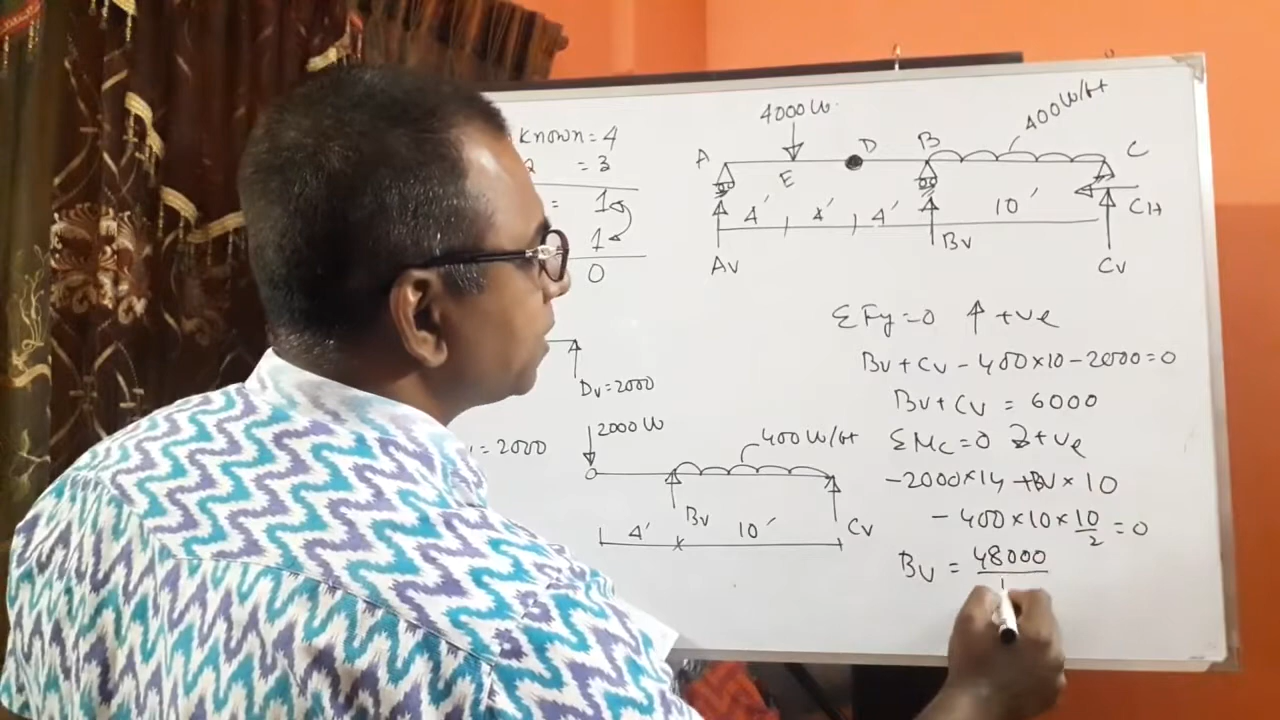 known = 4
2 = 3
= 1
1
0
Dv = 2000
= 2000
4000 W
A
E
D
B
400 W/ft
C
4'
4'
4'
10'
CH
Av
Bv
Cv
2000 W
400 W/ft
Bv
Cv
4'
10'
ΣFy = 0 ↑ +ve
Bv + Cv - 400 × 10 - 2000 = 0
Bv + Cv = 6000
ΣMc = 0 ↻ +ve
-2000 × 14 + Bv × 10
- 400 × 10 × 10/2 = 0
Bv = 48000
1